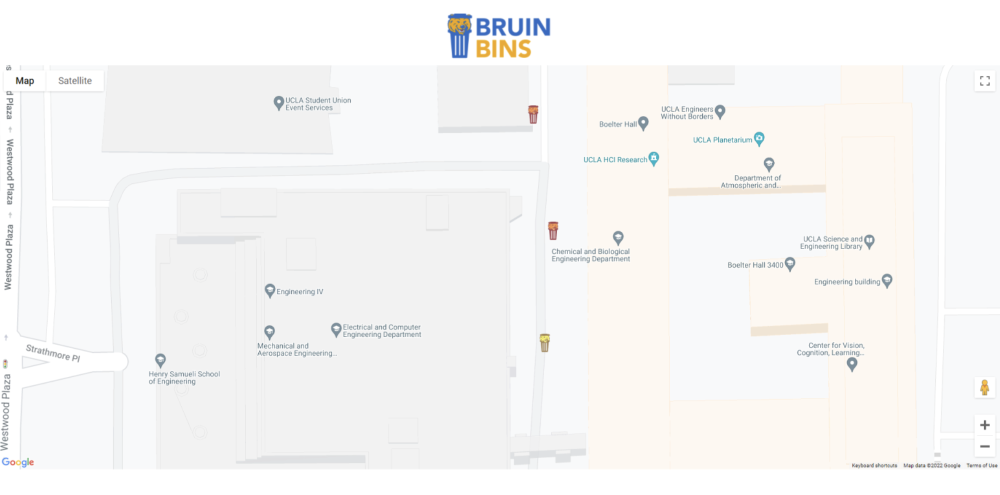 BRUIN
BINS
Map
Satellite
s
d Plaza
Westwood Plaza
Westwood Plaza
Westwood Plaza
Strathmore Pl
UCLA Student Union
Event Services
Boelter Hall
UCLA Engineers
Without Borders
UCLA Planetarium
UCLA HCI Research
Department of
Atmospheric and...
Chemical and Biological
Engineering Department
UCLA Science and
Engineering Library
Boelter Hall 3400
Engineering building
Engineering IV
Electrical and Computer
Engineering Department
Mechanical and
Aerospace Engineering...
Henry Samueli School
of Engineering
Center for Vision,
Cognition, Learning...
Google
Keyboard shortcuts
Map data ©2022 Google
Terms of Use